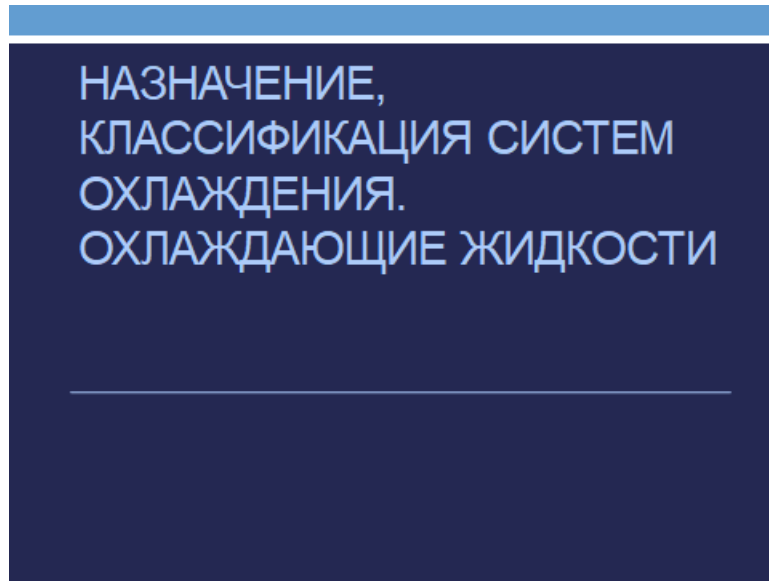 НАЗНАЧЕНИЕ,
КЛАССИФИКАЦИЯ СИСТЕМ
ОХЛАЖДЕНИЯ.
ОХЛАЖДАЮЩИЕ ЖИДКОСТИ